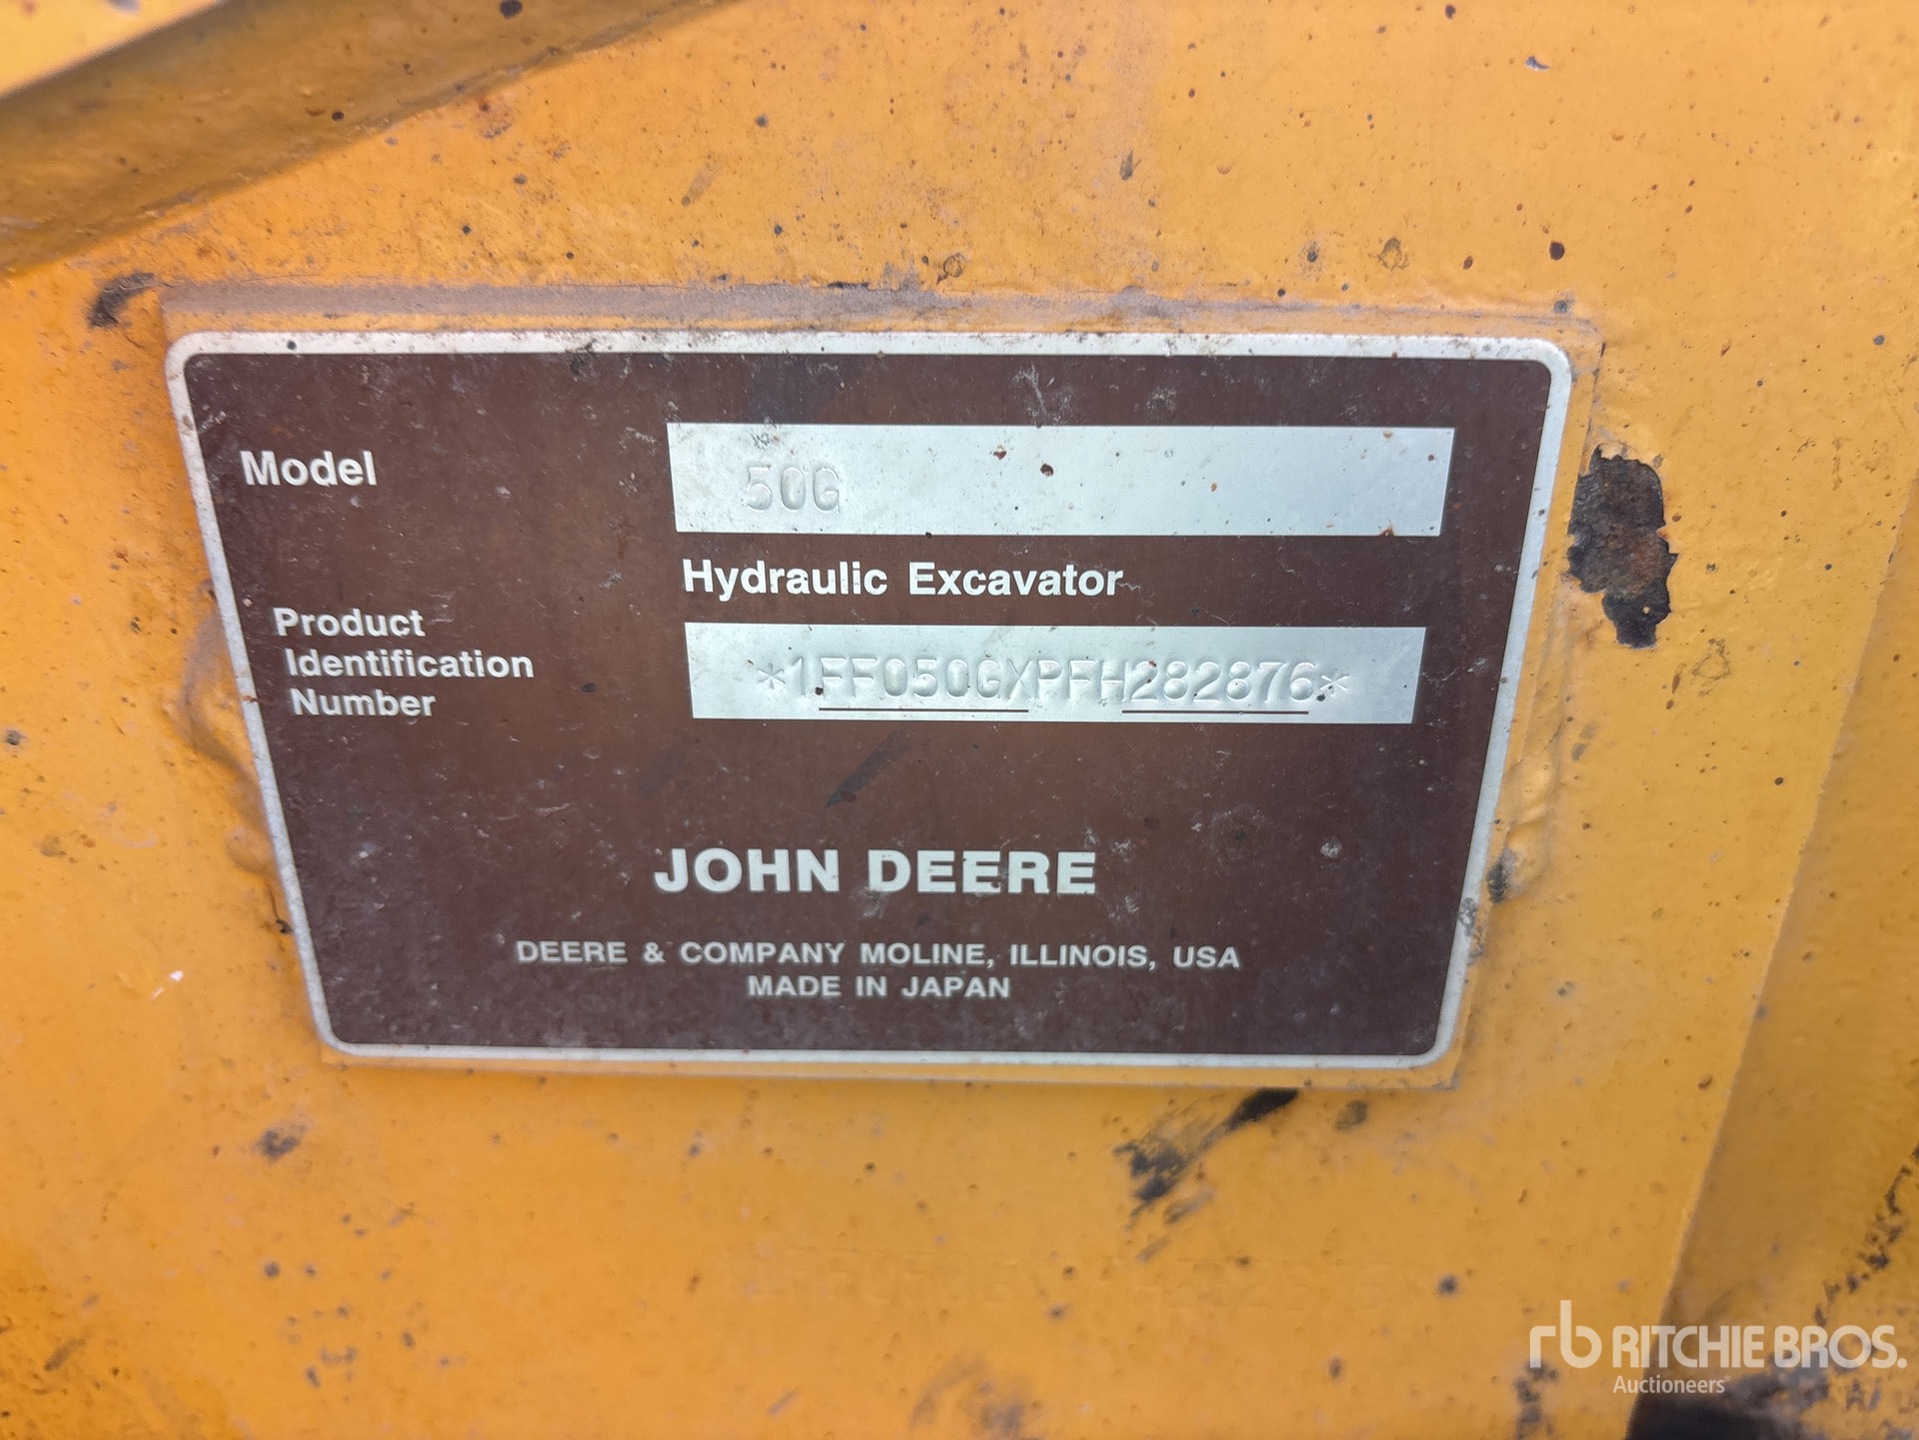 Model
50G
Hydraulic Excavator
Product
Identification
Number
*1FF050GXPFH282876*
JOHN DEERE
DEERE & COMPANY MOLINE, ILLINOIS, USA
MADE IN JAPAN
rb RITCHIE BROS.
Auctioneers